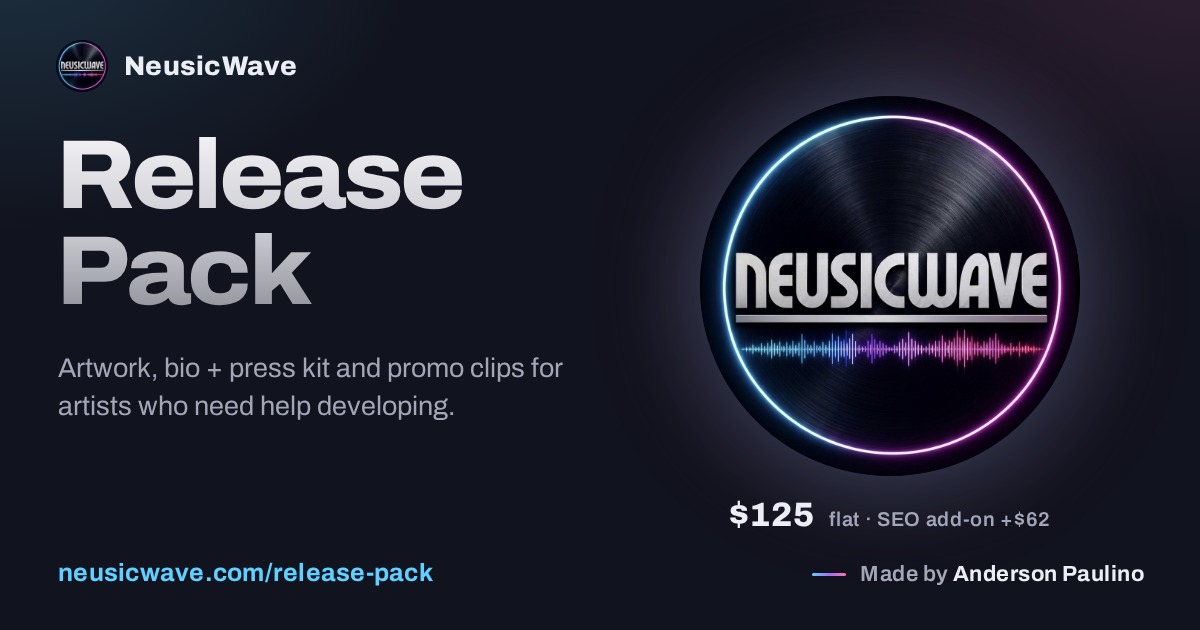 NEUSICWAVE
NeusicWave
Release
Pack
Artwork, bio + press kit and promo clips for
artists who need help developing.
NEUSICWAVE
$125 flat · SEO add-on +$62
neusicwave.com/release-pack
Made by Anderson Paulino